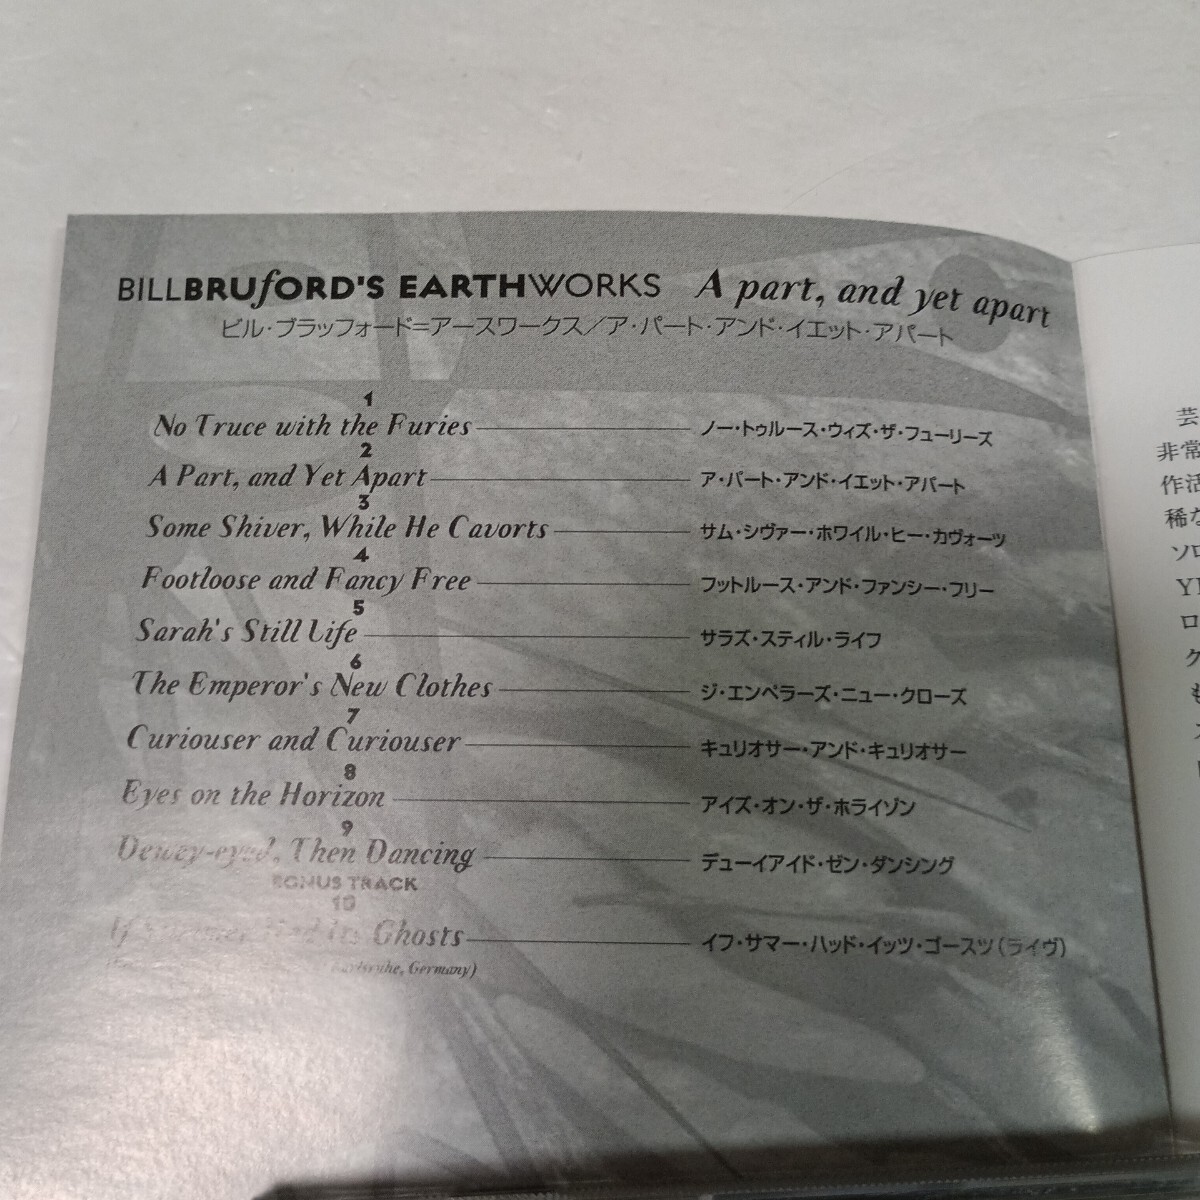 BILLBRUfORD'S EARTHWORKS A part, and yet apart
ビル・ブラッフォード=アースワークス/ア・パート・アンド・イエット・アパート
1
No Truce with the Furies ノー・トゥルース・ウィズ・ザ・フューリーズ
2
A Part, and Yet Apart ア・パート・アンド・イエット・アパート
3
Some Shiver, While He Cavorts サム・シヴァー・ホワイル・ヒー・カヴォーツ
4
Footloose and Fancy Free フットルース・アンド・ファンシー・フリー
5
Sarah's Still Life サラズ・スティル・ライフ
6
The Emperor's New Clothes ジ・エンペラーズ・ニュー・クローズ
7
Curiouser and Curiouser キュリオサー・アンド・キュリオサー
8
Eyes on the Horizon アイズ・オン・ザ・ホライゾン
9
Dewey-eyed, Then Dancing デューイアイド・ゼン・ダンシング
BONUS TRACK
10
If Summer Had Its Ghosts イフ・サマー・ハッド・イッツ・ゴースツ(ライヴ)
Karlsruhe, Germany)
芸
非常
作活
稀な
ソロ
ロ
も